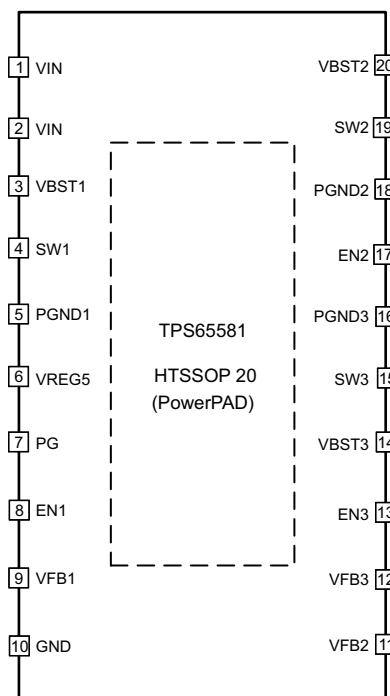 1 VIN
2 VIN
3 VBST1
4 SW1
5 PGND1
6 VREG5
7 PG
8 EN1
9 VFB1
10 GND
TPS65581
HTSSOP 20
(PowerPAD)
VBST2 20
SW2 19
PGND2 18
EN2 17
PGND3 16
SW3 15
VBST3 14
EN3 13
VFB3 12
VFB2 11